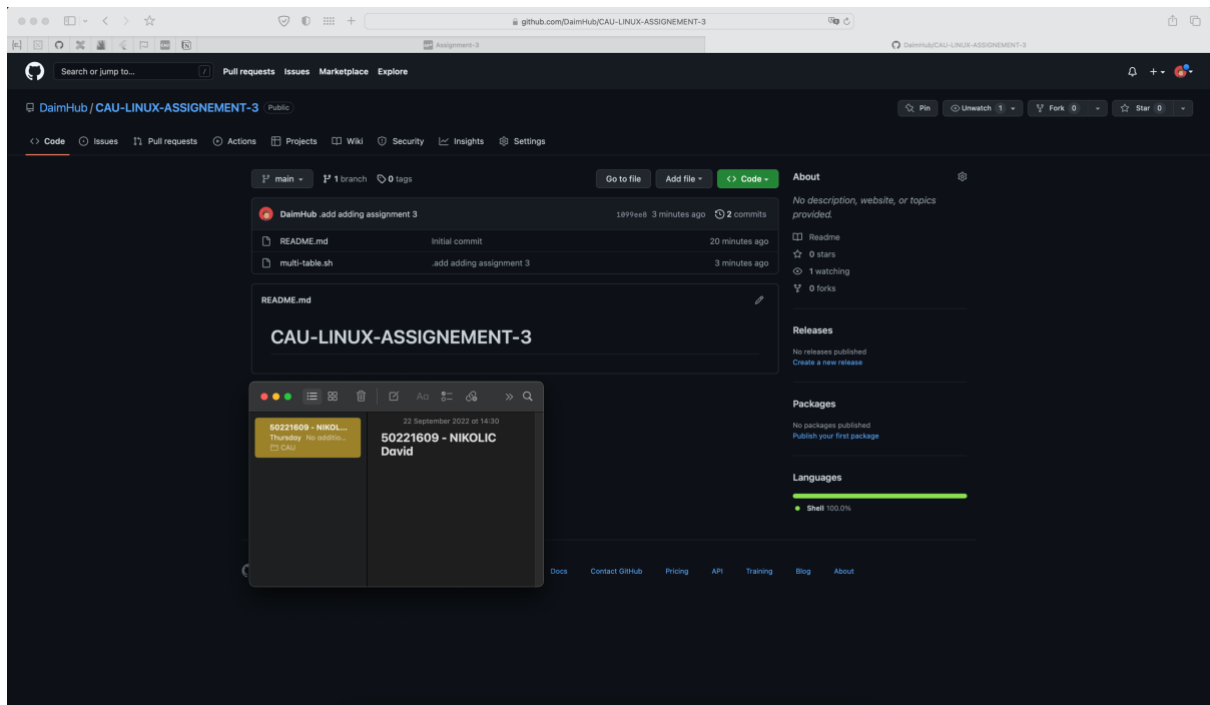 github.com/DaimHub/CAU-LINUX-ASSIGNEMENT-3
Assignment-3
DaimHub/CAU-LINUX-ASSIGNEMENT-3
Search or jump to...
/
Pull requests Issues Marketplace Explore
DaimHub / CAU-LINUX-ASSIGNEMENT-3 Public
Pin Unwatch 1 Fork 0 Star 0
<> Code Issues Pull requests Actions Projects Wiki Security Insights Settings
main 1 branch 0 tags Go to file Add file <> Code
DaimHub .add adding assignment 3 1099ee8 3 minutes ago 2 commits
README.md Initial commit 20 minutes ago
multi-table.sh .add adding assignment 3 3 minutes ago
README.md
CAU-LINUX-ASSIGNEMENT-3
About
No description, website, or topics
provided.
Readme
0 stars
1 watching
0 forks
Releases
No releases published
Create a new release
Packages
No packages published
Publish your first package
Languages
Shell 100.0%
50221609 - NIKOL...
Thursday No additio...
CAU
22 September 2022 at 14:30
50221609 - NIKOLIC
David
Docs Contact GitHub Pricing API Training Blog About